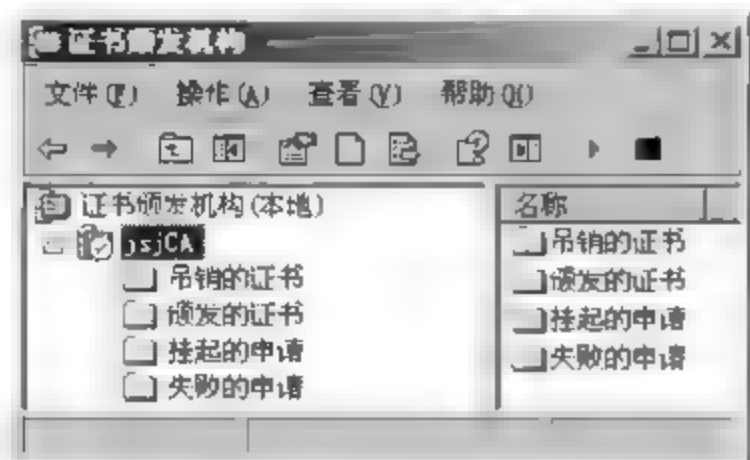 证书颁发机构
文件(F) 操作(A) 查看(V) 帮助(H)
证书颁发机构(本地)
jsjCA
吊销的证书
颁发的证书
挂起的申请
失败的申请
名称
吊销的证书
颁发的证书
挂起的申请
失败的申请